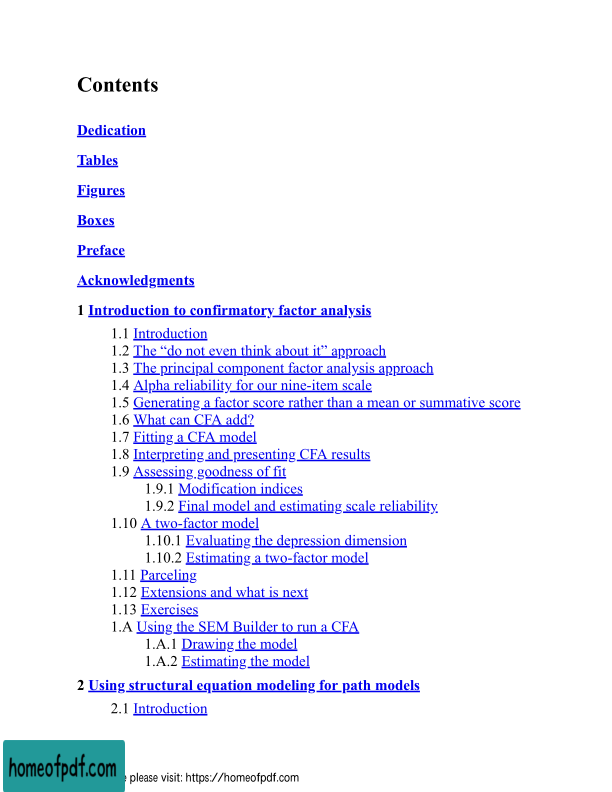 Contents
Dedication
Tables
Figures
Boxes
Preface
Acknowledgments
1 Introduction to confirmatory factor analysis
1.1 Introduction
1.2 The “do not even think about it” approach
1.3 The principal component factor analysis approach
1.4 Alpha reliability for our nine-item scale
1.5 Generating a factor score rather than a mean or summative score
1.6 What can CFA add?
1.7 Fitting a CFA model
1.8 Interpreting and presenting CFA results
1.9 Assessing goodness of fit
1.9.1 Modification indices
1.9.2 Final model and estimating scale reliability
1.10 A two-factor model
1.10.1 Evaluating the depression dimension
1.10.2 Estimating a two-factor model
1.11 Parceling
1.12 Extensions and what is next
1.13 Exercises
1.A Using the SEM Builder to run a CFA
1.A.1 Drawing the model
1.A.2 Estimating the model
2 Using structural equation modeling for path models
2.1 Introduction
homeofpdf.com
please visit: https://homeofpdf.com